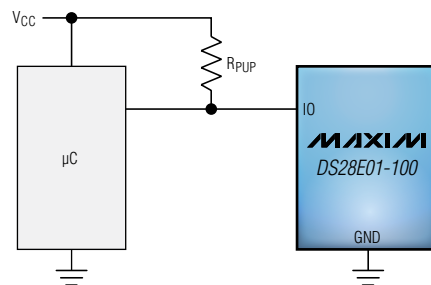 VCC
RPUP
µC
IO
MAXIM
DS28E01-100
GND